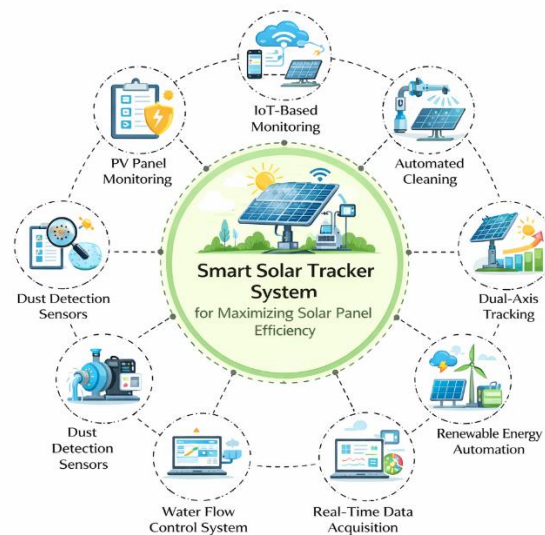 IoT-Based
Monitoring
PV Panel
Monitoring
Automated
Cleaning
Smart Solar Tracker
System
for Maximizing Solar Panel
Efficiency
Dust Detection
Sensors
Dual-Axis
Tracking
Dust
Detection
Sensors
Renewable Energy
Automation
Water Flow
Control System
Real-Time Data
Acquisition